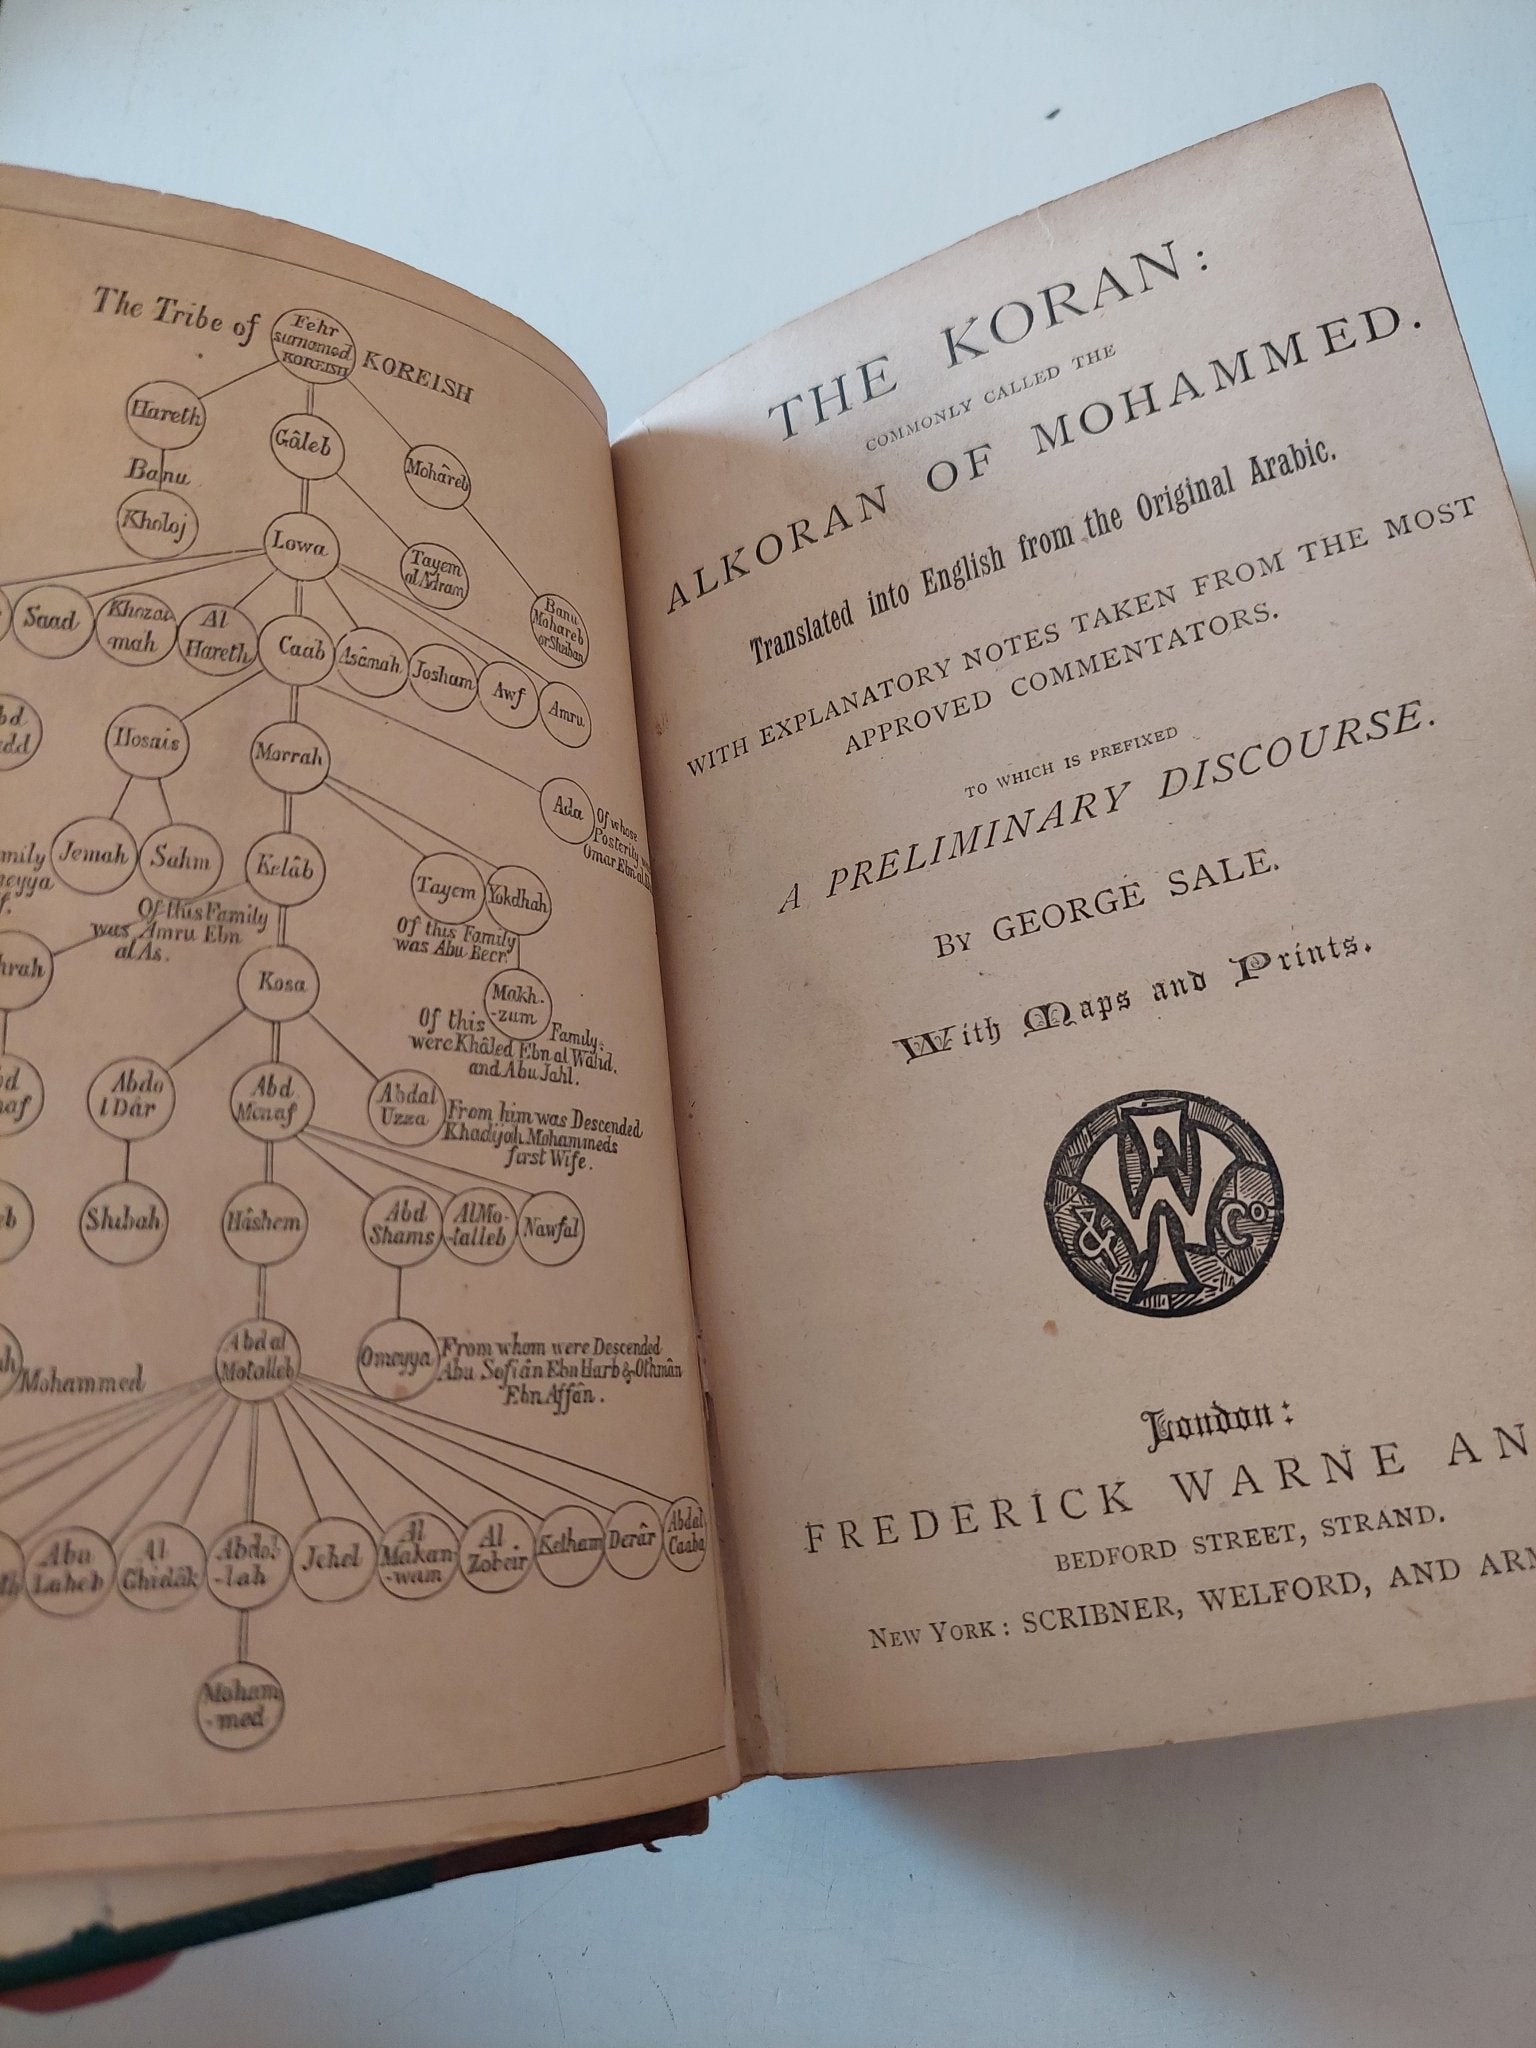 The Tribe of
Fehr
surnamed
KOREISH
KOREISH
Hareth
Gâleb
Mohâreb
Banu
Kholoj
Lowa
Tayem
al Adram
Banu
Mohareb
or Sheiban
Saad
Khozai
mah
Al
Hareth
Caab
Asâmah
Josham
Awf
Amru
Hosais
Morrah
Ada
Of whose
Posterity
Omar Ebn al
Jemah
Sahm
Kelâb
Tayem
Yokdhah
Of this Family
was Amru Ebn
al As.
Of this Family
was Abu Becr.
Kosa
Makh-
-zum
Of this
Family:
were Khâled Ebn al Walid.
and Abu Jahl.
Abdo
l Dâr
Abd
Menaf
Abdal
Uzza
From him was Descended
Khadijah Mohammeds
first Wife.
Shibah
Hâshem
Abd
Shams
Al Mo-
-talleb
Nawfal
Abdal
Motalleb
Omeyya
From whom were Descended
Abu Sofiân Ebn Harb & Othmân
Ebn Affân.
Mohammed
Abu
Laheb
Al
Ghidâk
Abdol
-lah
Jehel
Al
Makan-
-wam
Al
Zobeir
Ketham
Derâr
Abdal
Caaba
Moham
-med
THE KORAN:
COMMONLY CALLED THE
ALKORAN OF MOHAMMED.
Translated into English from the Original Arabic.
WITH EXPLANATORY NOTES TAKEN FROM THE MOST
APPROVED COMMENTATORS.
TO WHICH IS PREFIXED
A PRELIMINARY DISCOURSE.
BY GEORGE SALE.
With Maps and Prints.
F W & Co
London:
FREDERICK WARNE AN
BEDFORD STREET, STRAND.
NEW YORK: SCRIBNER, WELFORD, AND ARM